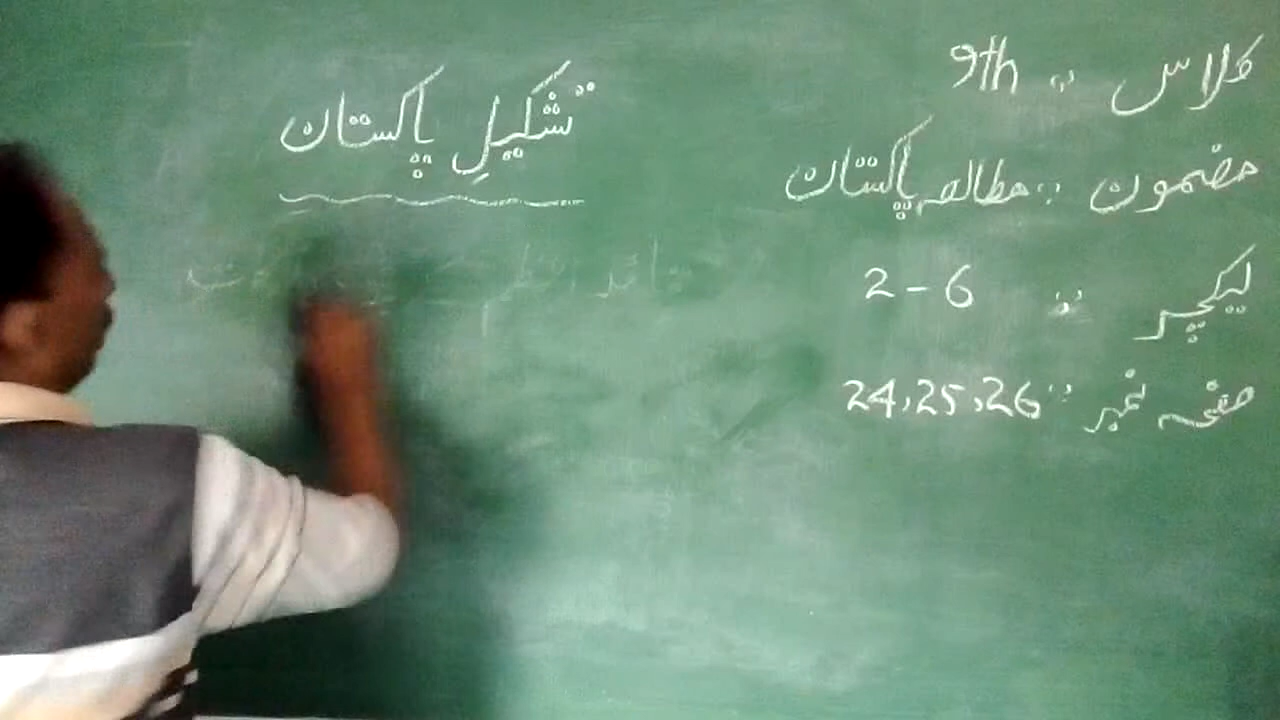 کلاس :: 9th
مضمون :: مطالعہ پاکستان
لیکچر :: 2-6
صفحہ نمبر :: 24,25,26
تشکیلِ پاکستان